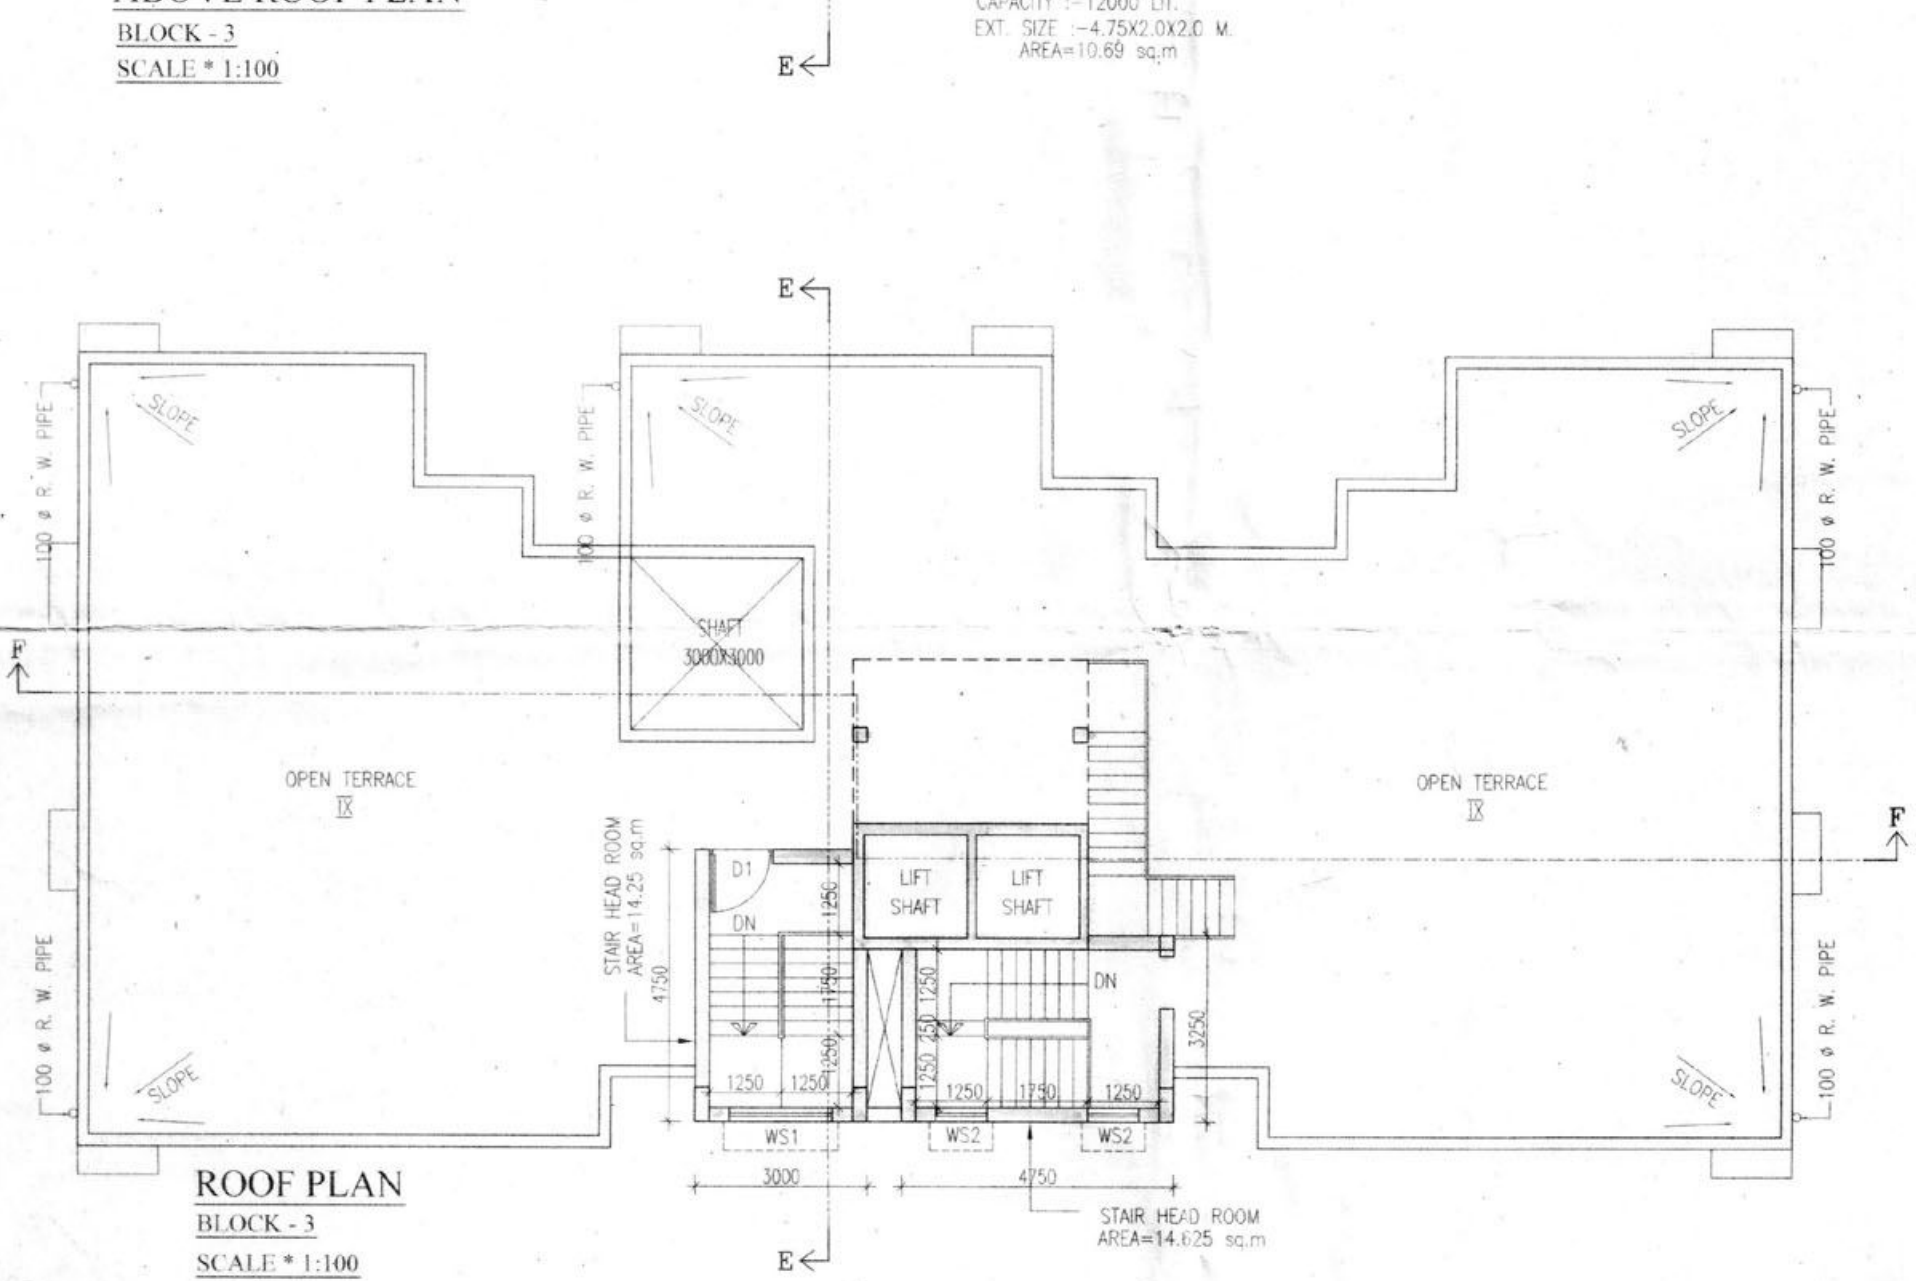 ABOVE ROOF PLAN
BLOCK - 3
SCALE * 1:100
CAPACITY :-12000 LIT.
EXT. SIZE :-4.75X2.0X2.0 M.
AREA=10.69 sq.m
E
E
100 ø R. W. PIPE
SLOPE
100 ø R. W. PIPE
SLOPE
SLOPE
100 ø R. W. PIPE
F
SHAFT
3000X3000
OPEN TERRACE
IX
OPEN TERRACE
IX
F
STAIR HEAD ROOM
AREA=14.25 sq.m
4750
D1
DN
1250
1750
1250
1250
1250
LIFT
SHAFT
LIFT
SHAFT
1250
250
1250
DN
1250
1750
1250
3250
100 ø R. W. PIPE
SLOPE
SLOPE
100 ø R. W. PIPE
WS1
WS2
WS2
3000
4750
STAIR HEAD ROOM
AREA=14.625 sq.m
ROOF PLAN
BLOCK - 3
SCALE * 1:100
E